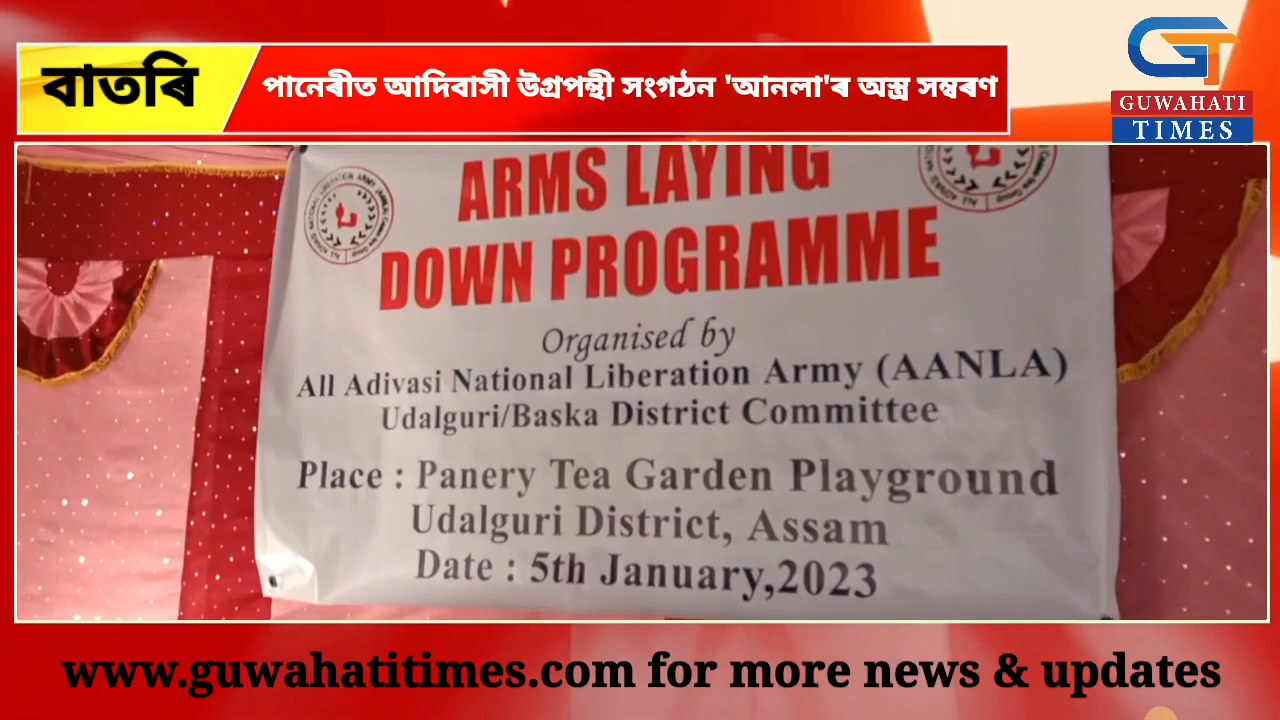 বাতৰি
পানেৰীত আদিবাসী উগ্ৰপন্থী সংগঠন 'আনলা'ৰ অস্ত্ৰ সম্বৰণ
GT
GUWAHATI
TIMES
ARMS LAYING
DOWN PROGRAMME
Organised by
All Adivasi National Liberation Army (AANLA)
Udalguri/Baska District Committee
Place : Panery Tea Garden Playground
Udalguri District, Assam
Date : 5th January,2023
www.guwahatitimes.com for more news & updates